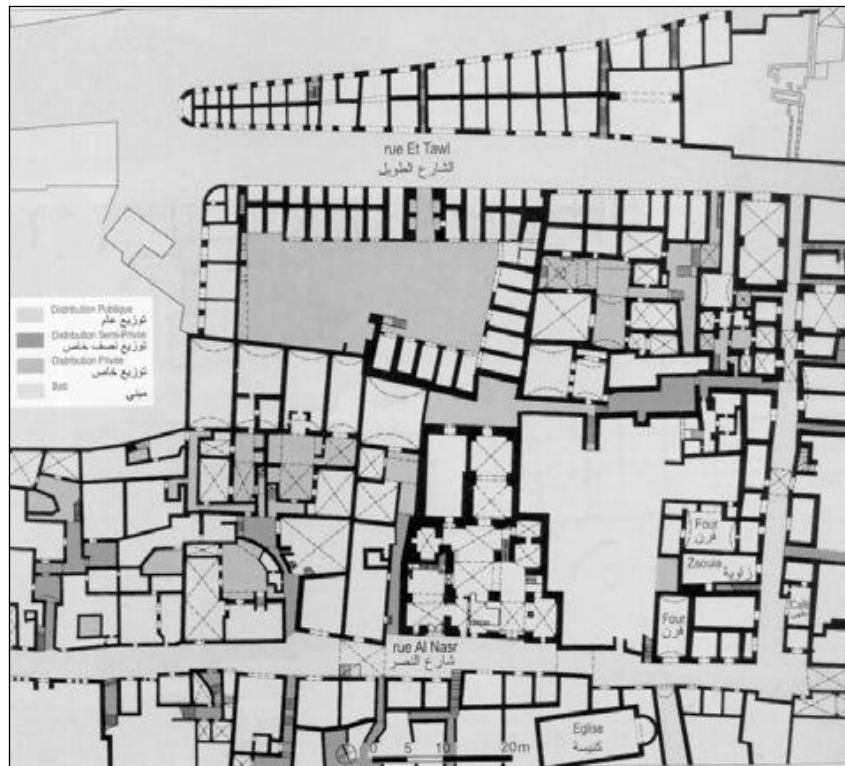 rue Et Tawl
الشارع الطويل
Distribution Publique
توزيع عام
Distribution Semi-Privée
توزيع نصف خاص
Distribution Privée
توزيع خاص
Bati
مبني
Four
فرن
Zaouia
زاوية
Four
فرن
rue Al Nasr
شارع النصر
Eglise
كنيسة
0 5 10 20m